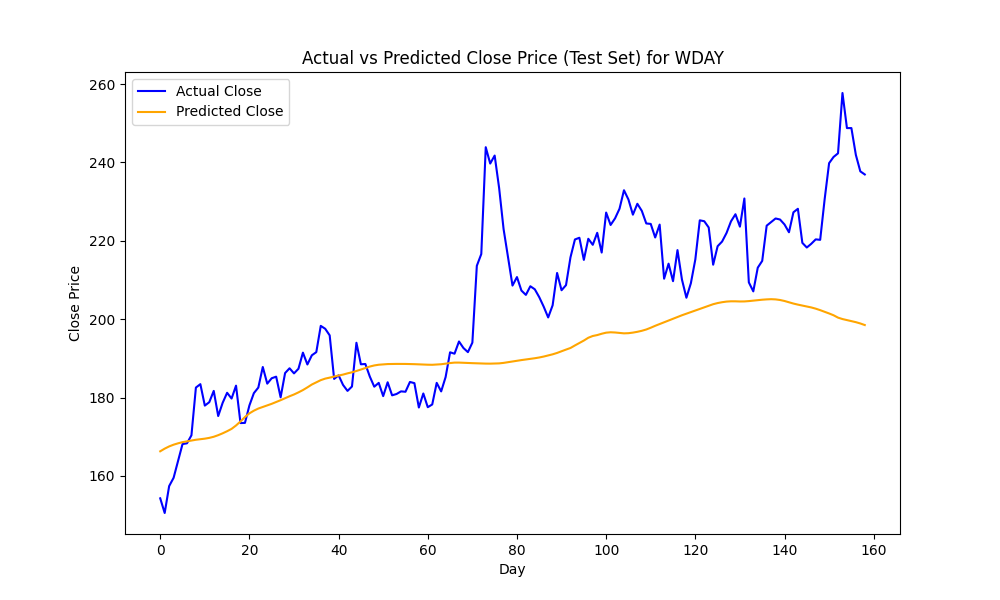 Actual vs Predicted Close Price (Test Set) for WDAY
Actual Close
Predicted Close
Close Price
260
240
220
200
180
160
0 20 40 60 80 100 120 140 160
Day